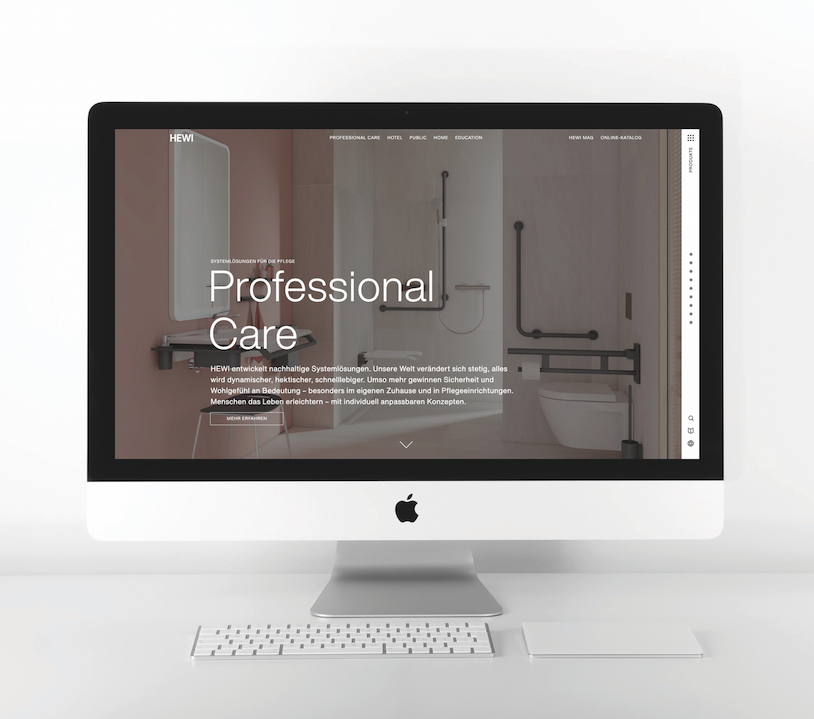 HEWI
PROFESSIONAL CARE HOTEL PUBLIC HOME EDUCATION
HEWI MAG ONLINE-KATALOG
PRODUKTE
SYSTEMLÖSUNGEN FÜR DIE PFLEGE
Professional
Care
HEWI entwickelt nachhaltige Systemlösungen. Unsere Welt verändert sich stetig, alles
wird dynamischer, hektischer, schnelllebiger. Umso mehr gewinnen Sicherheit und
Wohlgefühl an Bedeutung – besonders im eigenen Zuhause und in Pflegeeinrichtungen.
Menschen das Leben erleichtern – mit individuell anpassbaren Konzepten.
MEHR ERFAHREN